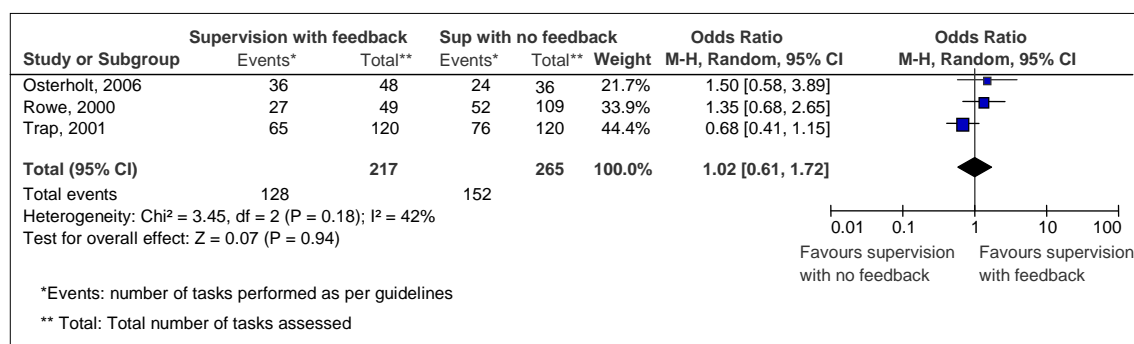 Supervision with feedback Sup with no feedback Odds Ratio Odds Ratio
Study or Subgroup Events* Total** Events* Total** Weight M-H, Random, 95% CI M-H, Random, 95% CI
Osterholt, 2006 36 48 24 36 21.7% 1.50 [0.58, 3.89]
Rowe, 2000 27 49 52 109 33.9% 1.35 [0.68, 2.65]
Trap, 2001 65 120 76 120 44.4% 0.68 [0.41, 1.15]
Total (95% CI) 217 265 100.0% 1.02 [0.61, 1.72]
Total events 128 152
Heterogeneity: Chi² = 3.45, df = 2 (P = 0.18); I² = 42%
Test for overall effect: Z = 0.07 (P = 0.94)
0.01 0.1 1 10 100
Favours supervision Favours supervision
with no feedback with feedback
*Events: number of tasks performed as per guidelines
** Total: Total number of tasks assessed